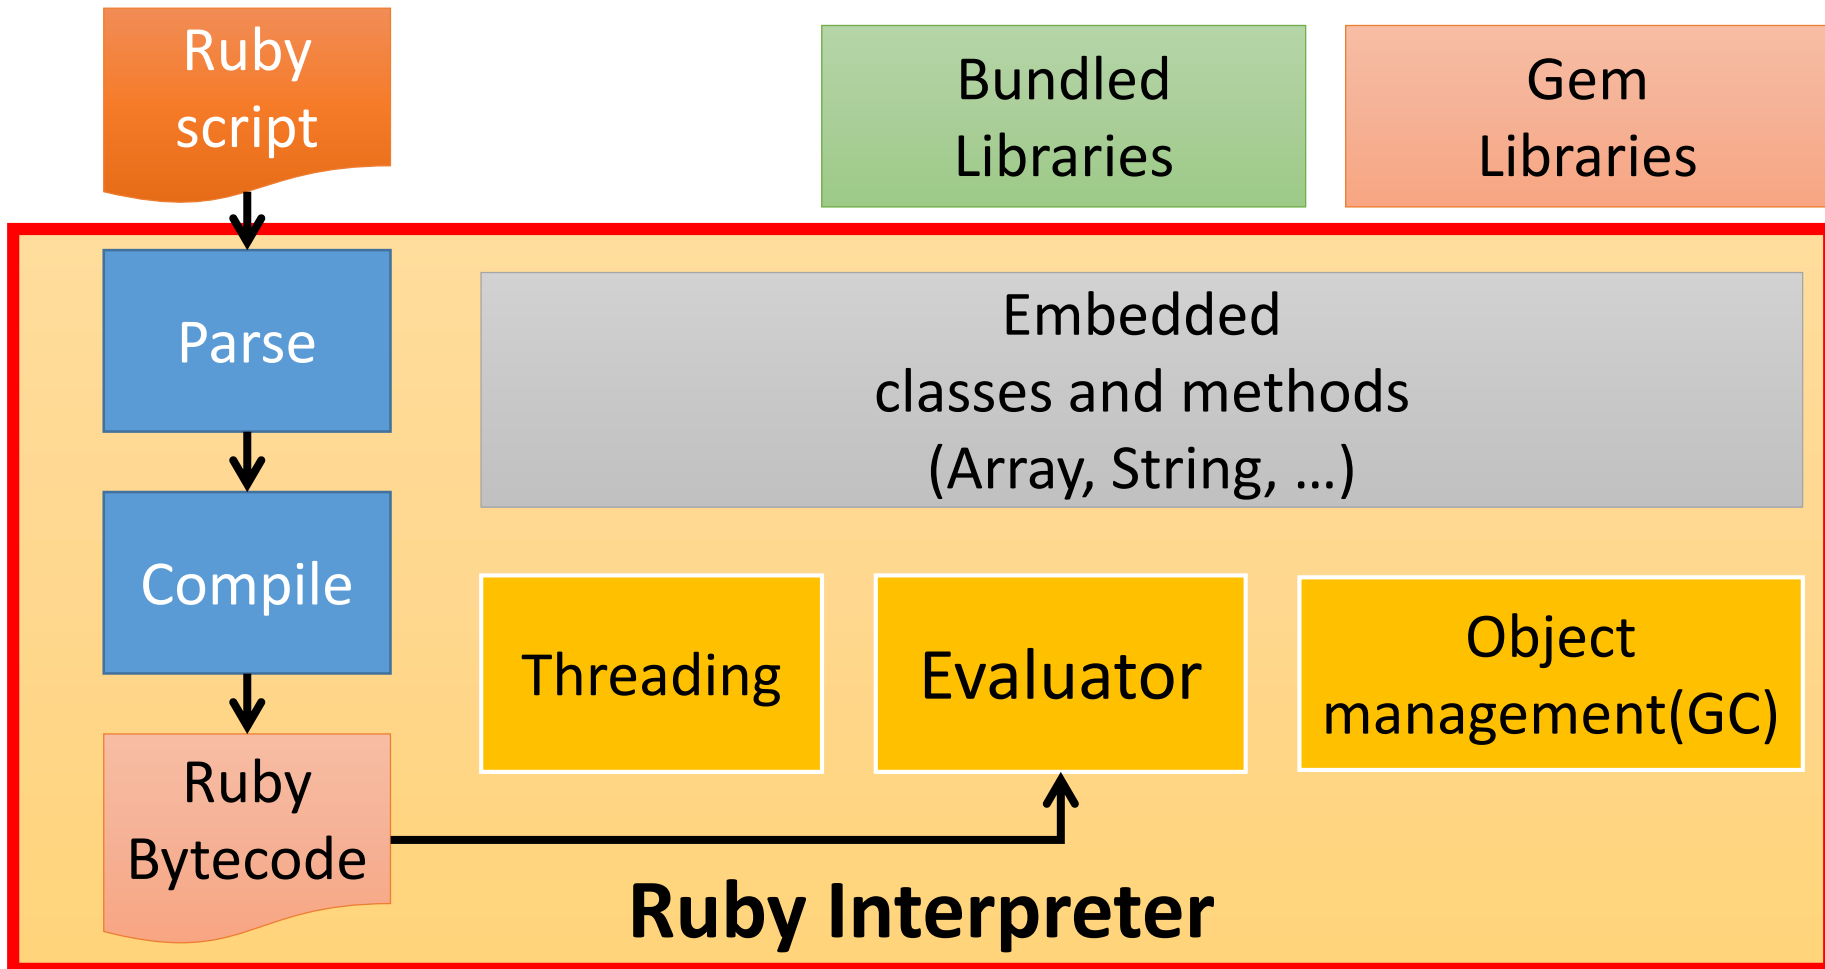 Ruby
script
Bundled
Libraries
Gem
Libraries
Parse
Embedded
classes and methods
(Array, String, …)
Compile
Threading
Evaluator
Object
management(GC)
Ruby
Bytecode
Ruby Interpreter